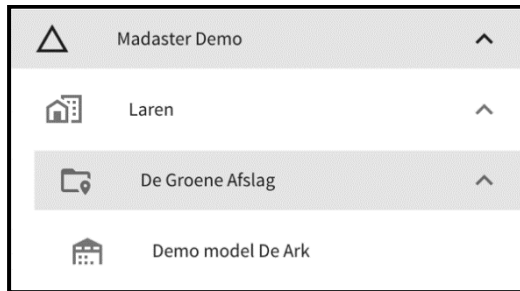 Madaster Demo
Laren
De Groene Afslag
Demo model De Ark